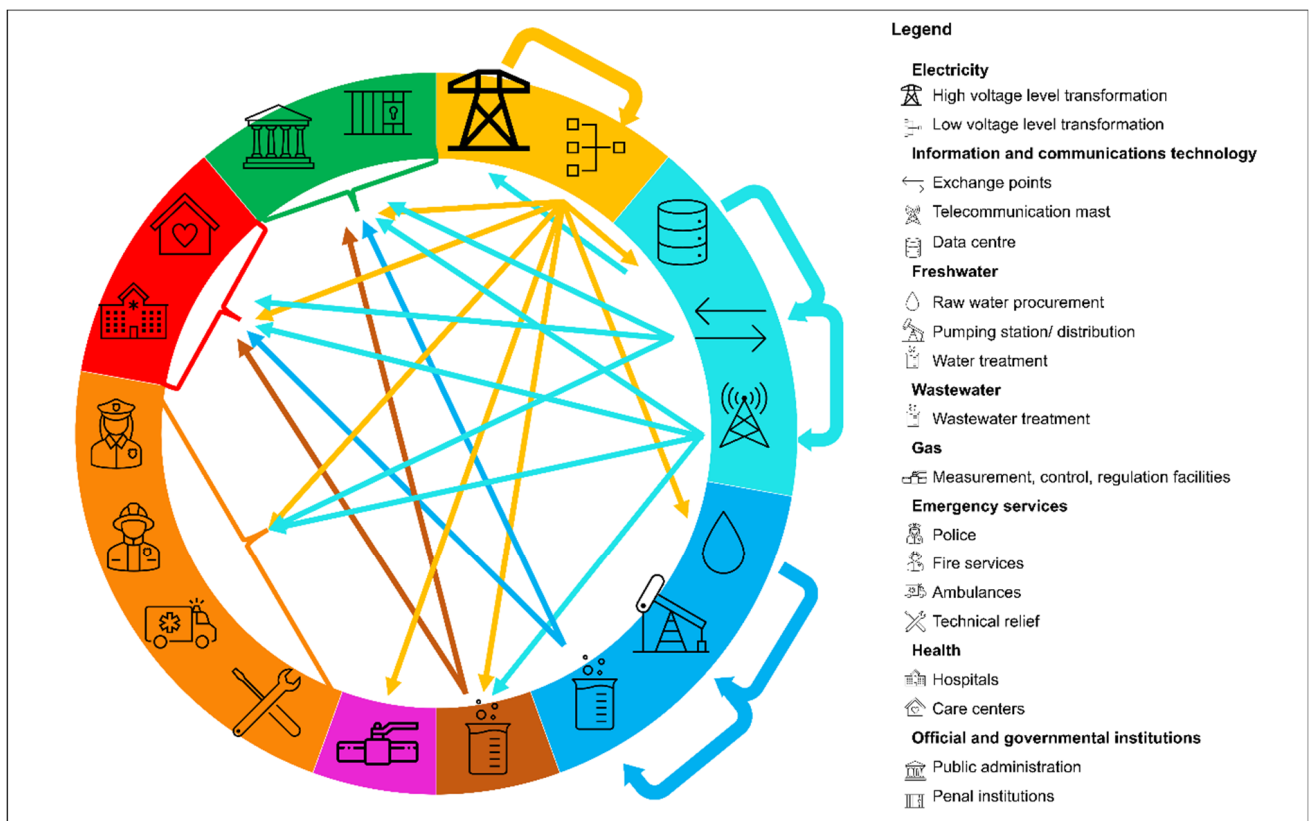 Legend
Electricity
High voltage level transformation
Low voltage level transformation
Information and communications technology
Exchange points
Telecommunication mast
Data centre
Freshwater
Raw water procurement
Pumping station/ distribution
Water treatment
Wastewater
Wastewater treatment
Gas
Measurement, control, regulation facilities
Emergency services
Police
Fire services
Ambulances
Technical relief
Health
Hospitals
Care centers
Official and governmental institutions
Public administration
Penal institutions